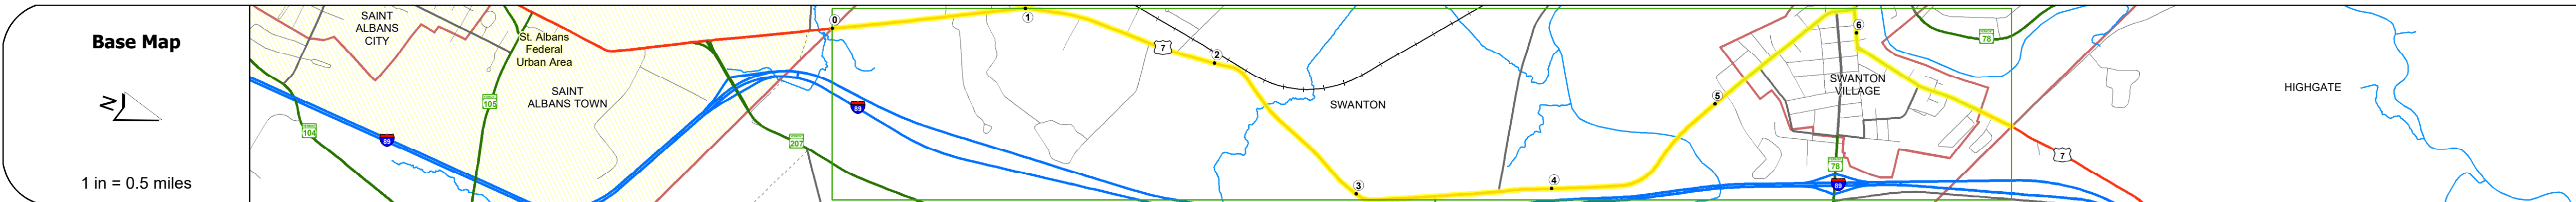 Base Map
N
1 in = 0.5 miles
SAINT
ALBANS
CITY
St. Albans
Federal
Urban Area
SAINT
ALBANS TOWN
104
89
105
207
89
0
1
7
2
SWANTON
3
4
5
6
SWANTON
VILLAGE
78
89
78
7
HIGHGATE